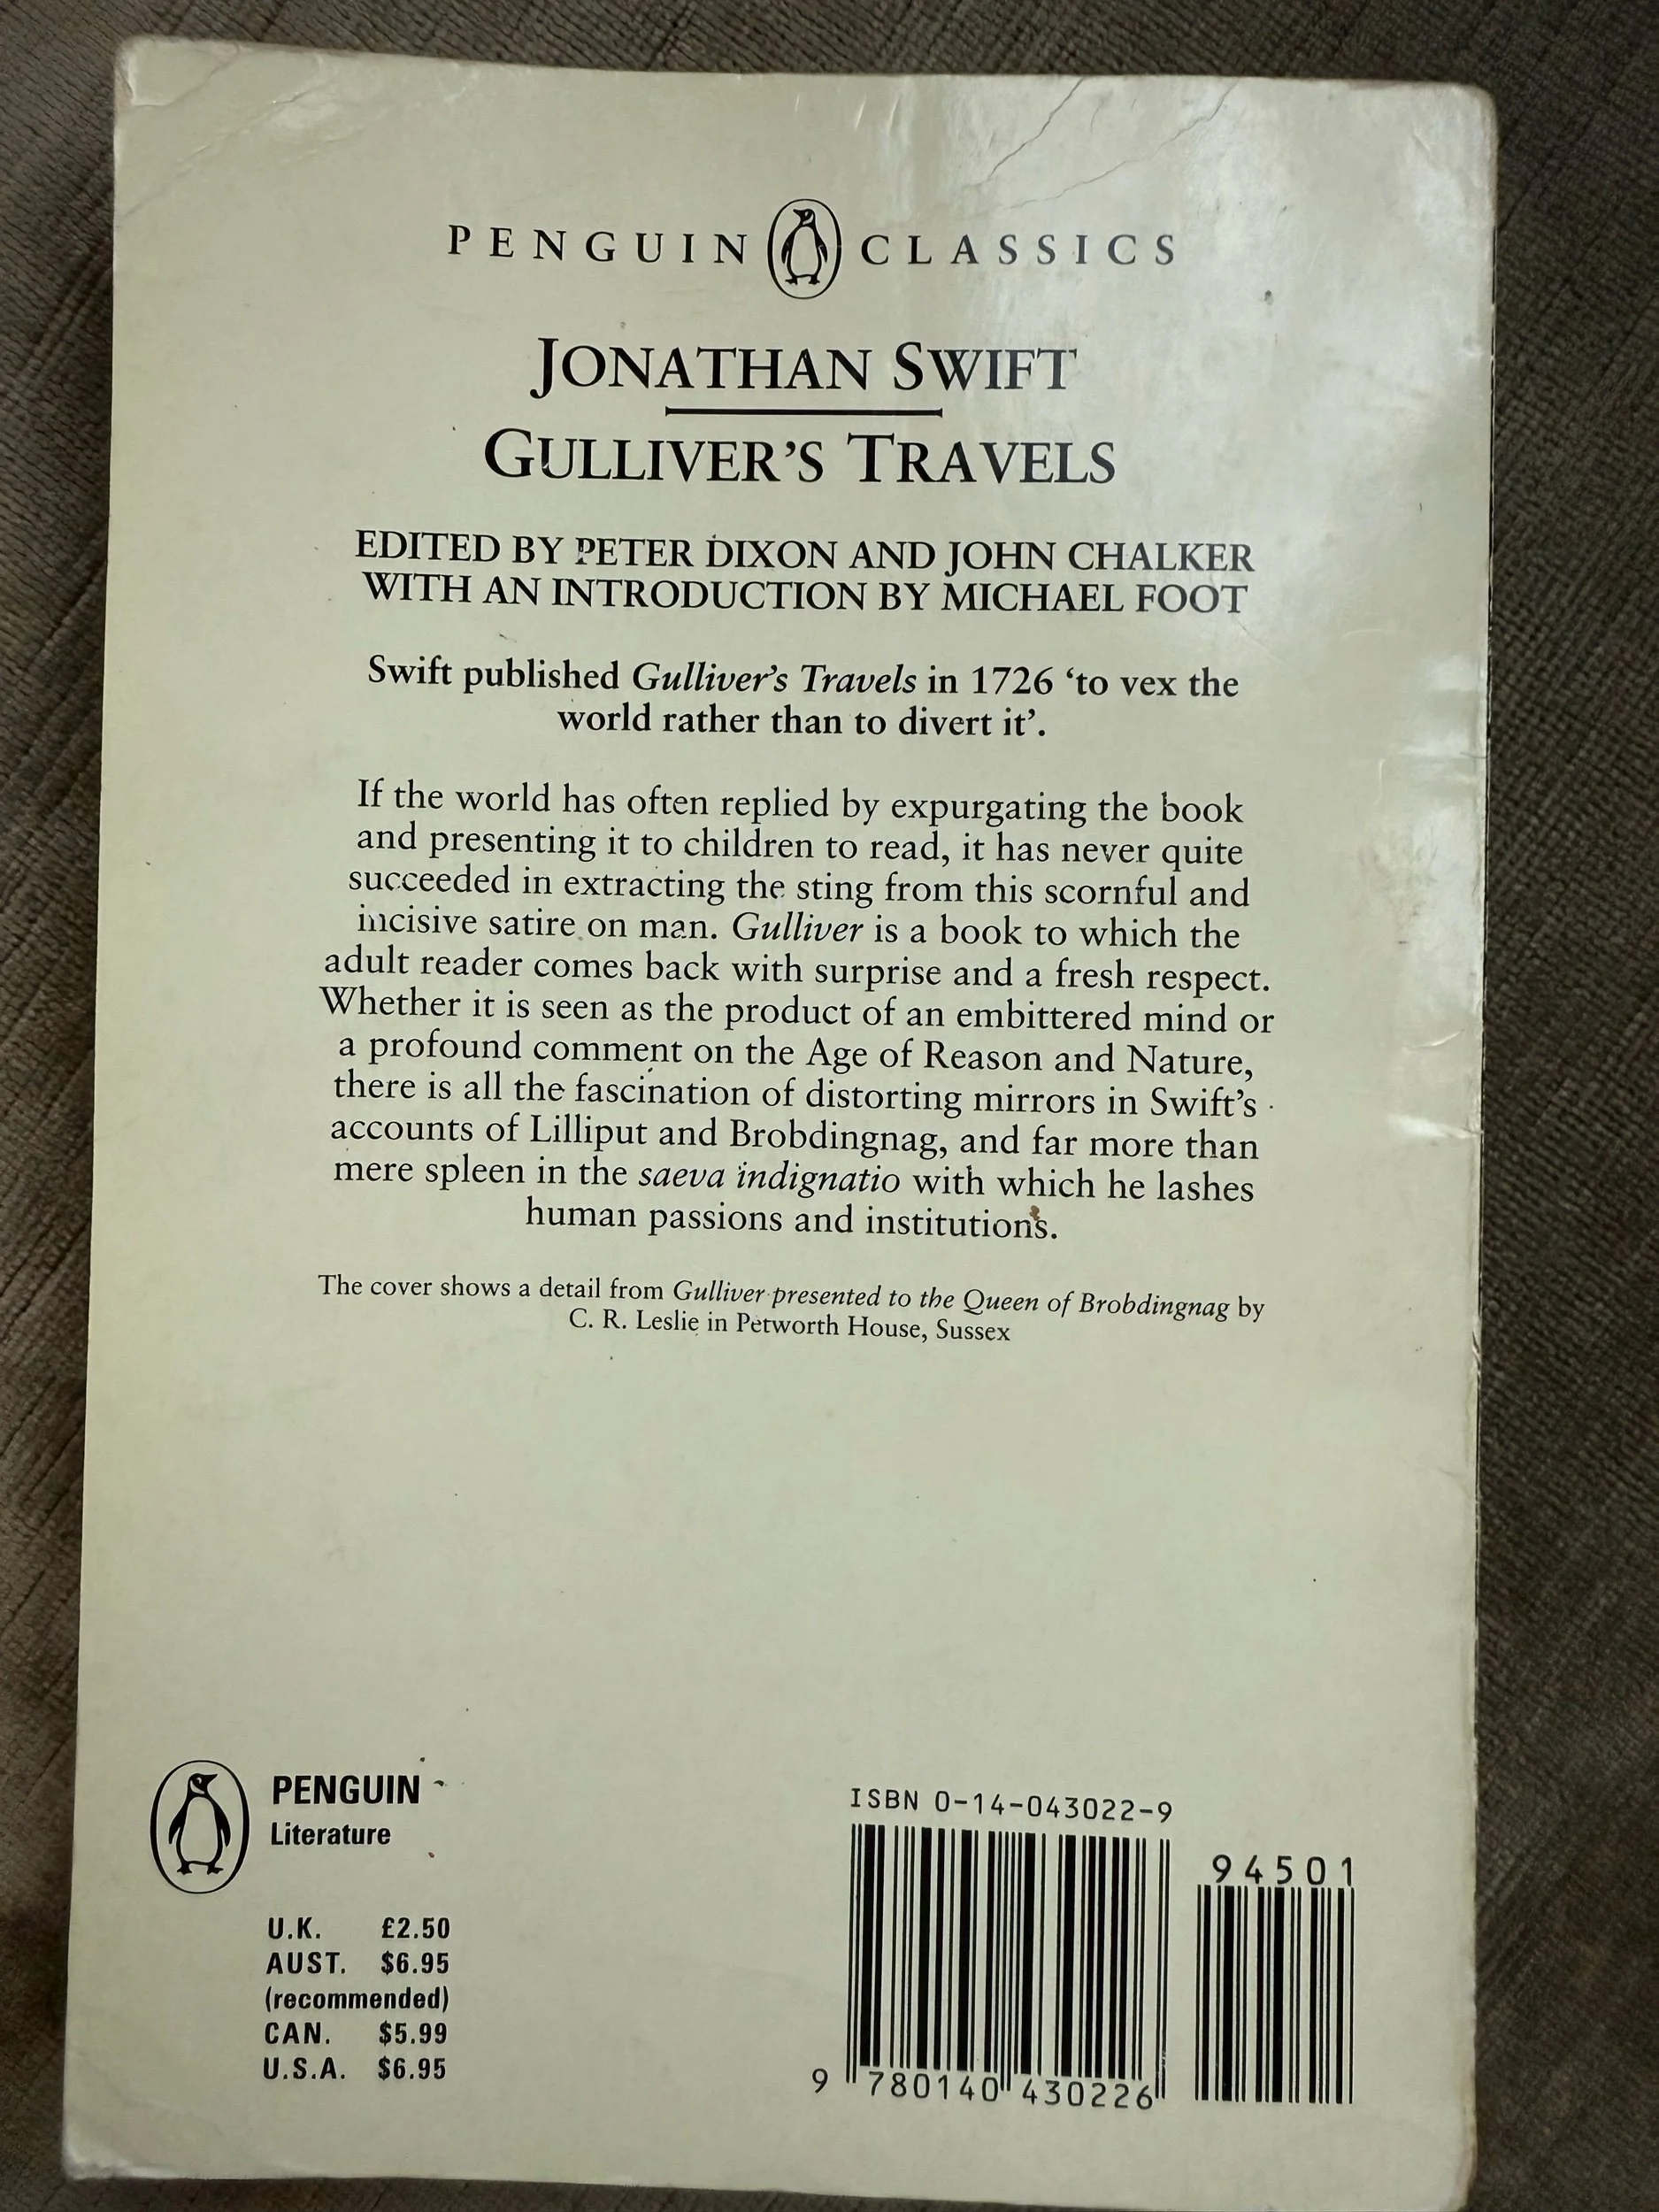 PENGUIN CLASSICS
JONATHAN SWIFT
GULLIVER'S TRAVELS
EDITED BY PETER DIXON AND JOHN CHALKER
WITH AN INTRODUCTION BY MICHAEL FOOT
Swift published Gulliver's Travels in 1726 ‘to vex the
world rather than to divert it’.
If the world has often replied by expurgating the book
and presenting it to children to read, it has never quite
succeeded in extracting the sting from this scornful and
incisive satire on man. Gulliver is a book to which the
adult reader comes back with surprise and a fresh respect.
Whether it is seen as the product of an embittered mind or
a profound comment on the Age of Reason and Nature,
there is all the fascination of distorting mirrors in Swift's
accounts of Lilliput and Brobdingnag, and far more than
mere spleen in the saeva indignatio with which he lashes
human passions and institutions.
The cover shows a detail from Gulliver presented to the Queen of Brobdingnag by
C. R. Leslie in Petworth House, Sussex
PENGUIN
Literature
U.K. £2.50
AUST. $6.95
(recommended)
CAN. $5.99
U.S.A. $6.95
ISBN 0-14-043022-9
94501
9 780140 430226